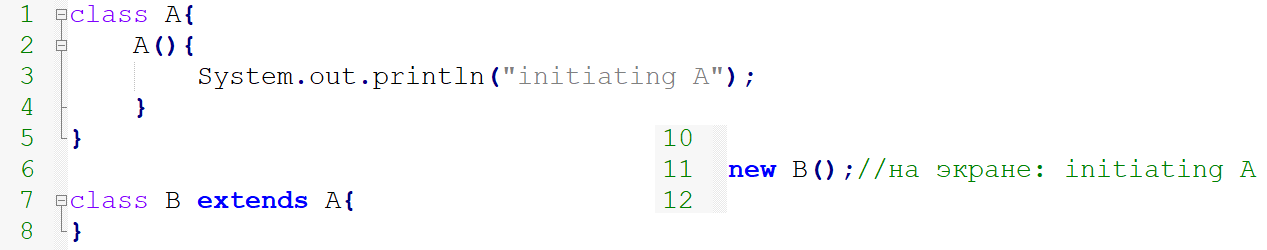 1 class A{
2 A(){
3 System.out.println("initiating A");
4 }
5 }
6
7 class B extends A{
8 }
10
11 new B();//на экране: initiating A
12